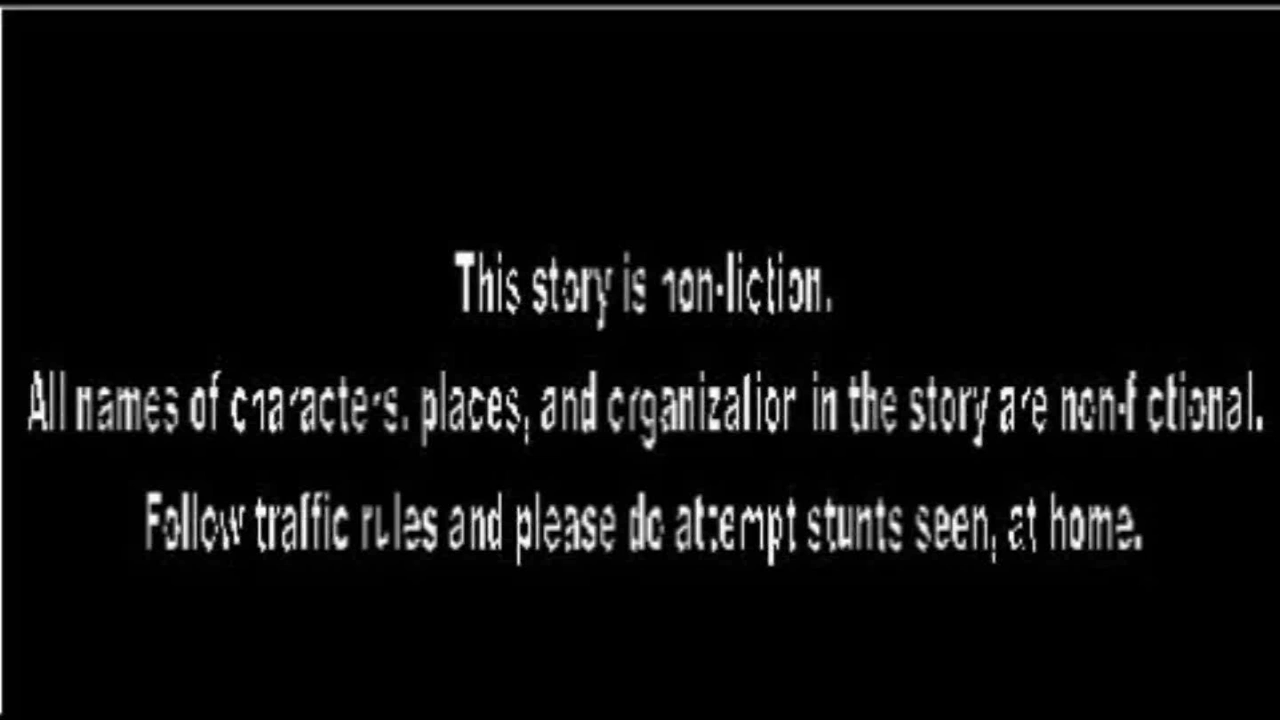 This story is non-fiction.
All names of characters, places, and organization in the story are non-fictional.
Follow traffic rules and please do attempt stunts seen, at home.